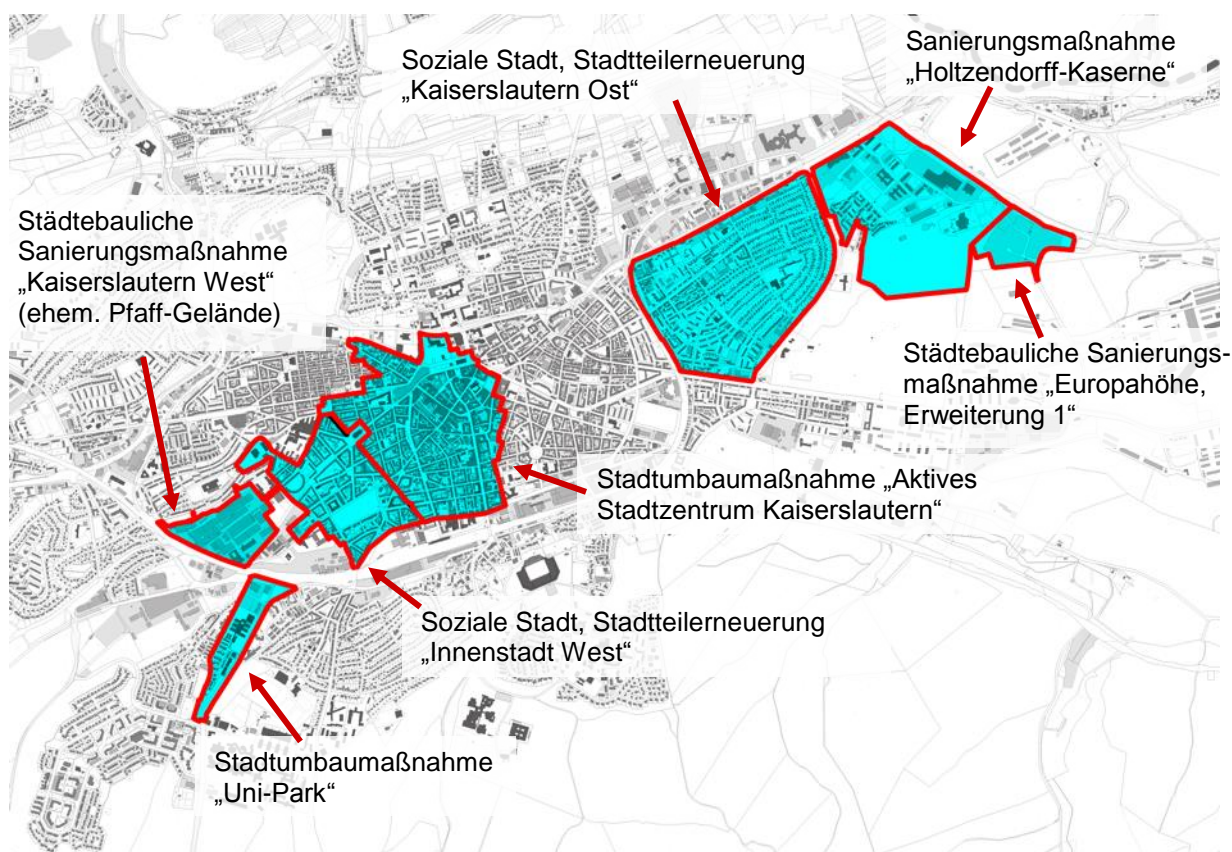 Soziale Stadt, Stadtteilerneuerung
„Kaiserslautern Ost“
Sanierungsmaßnahme
„Holtzendorff-Kaserne“
Städtebauliche
Sanierungsmaßnahme
„Kaiserslautern West“
(ehem. Pfaff-Gelände)
Städtebauliche Sanierungs-
maßnahme „Europahöhe,
Erweiterung 1“
Stadtumbaumaßnahme „Aktives
Stadtzentrum Kaiserslautern“
Soziale Stadt, Stadtteilerneuerung
„Innenstadt West“
Stadtumbaumaßnahme
„Uni-Park“